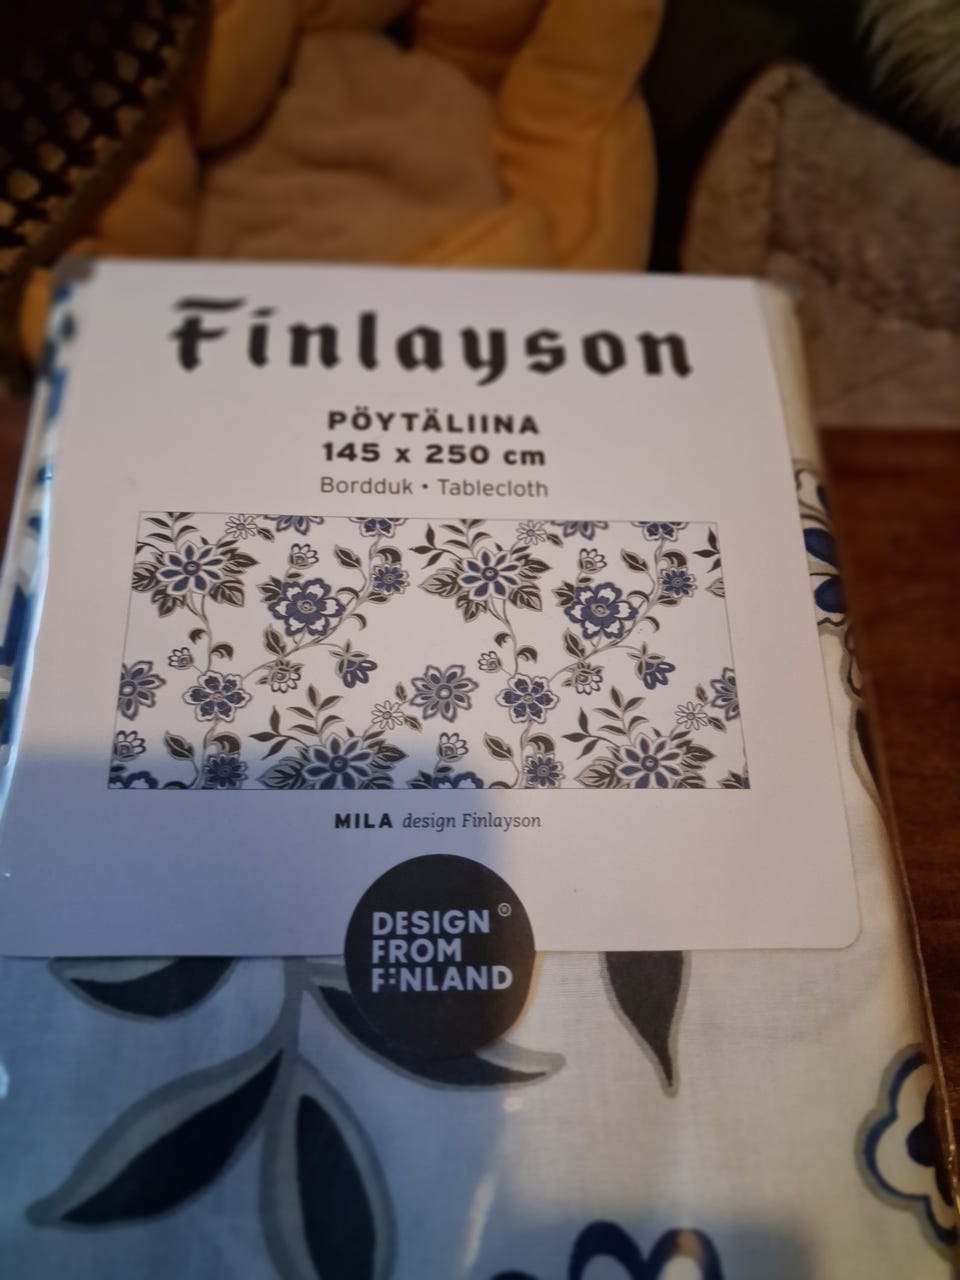 Finlayson
PÖYTÄLIINA
145 x 250 cm
Bordduk • Tablecloth
MILA design Finlayson
DESIGN ®
FROM
FINLAND